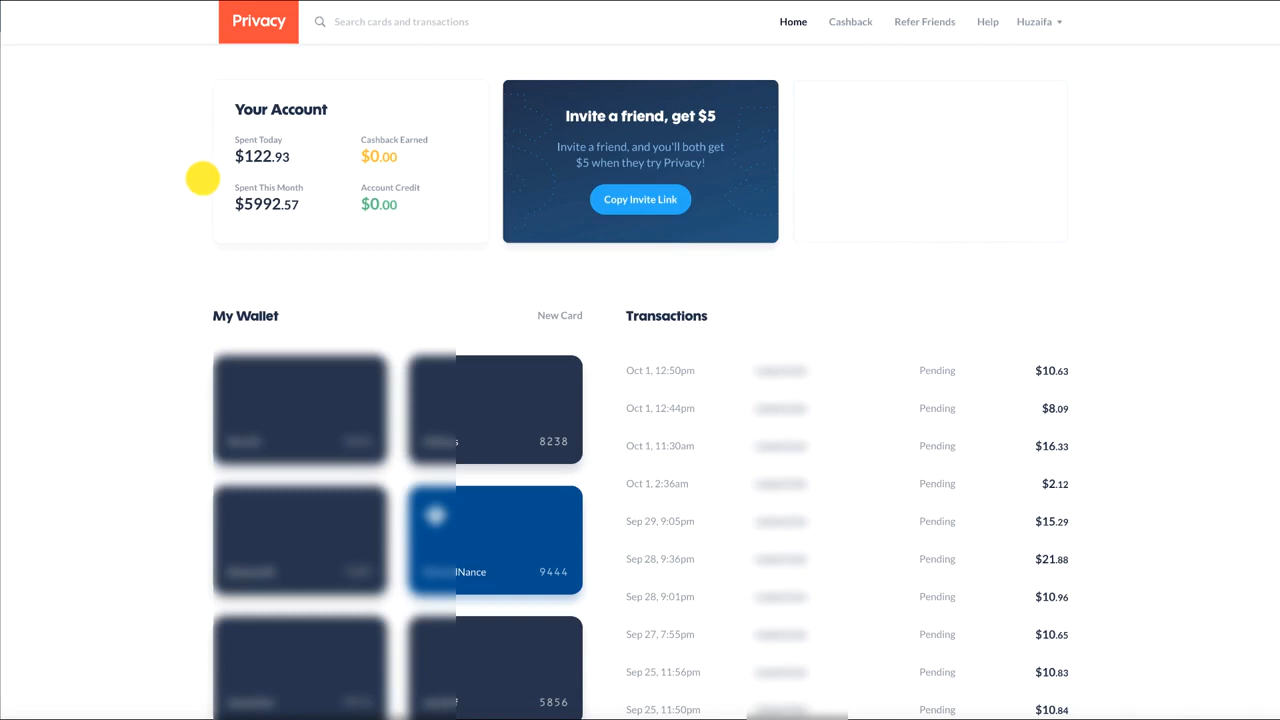 Privacy
Search cards and transactions
Home
Cashback
Refer Friends
Help
Huzaifa
Your Account
Spent Today
Cashback Earned
$122.93
$0.00
Spent This Month
Account Credit
$5992.57
$0.00
Invite a friend, get $5
Invite a friend, and you'll both get
$5 when they try Privacy!
Copy Invite Link
My Wallet
New Card
8238
9444
5856
Transactions
Oct 1, 12:50pm Pending $10.63
Oct 1, 12:44pm Pending $8.09
Oct 1, 11:30am Pending $16.33
Oct 1, 2:36am Pending $2.12
Sep 29, 9:05pm Pending $15.29
Sep 28, 9:36pm Pending $21.88
Sep 28, 9:01pm Pending $10.96
Sep 27, 7:55pm Pending $10.65
Sep 25, 11:56pm Pending $10.83
Sep 25, 11:50pm Pending $10.84